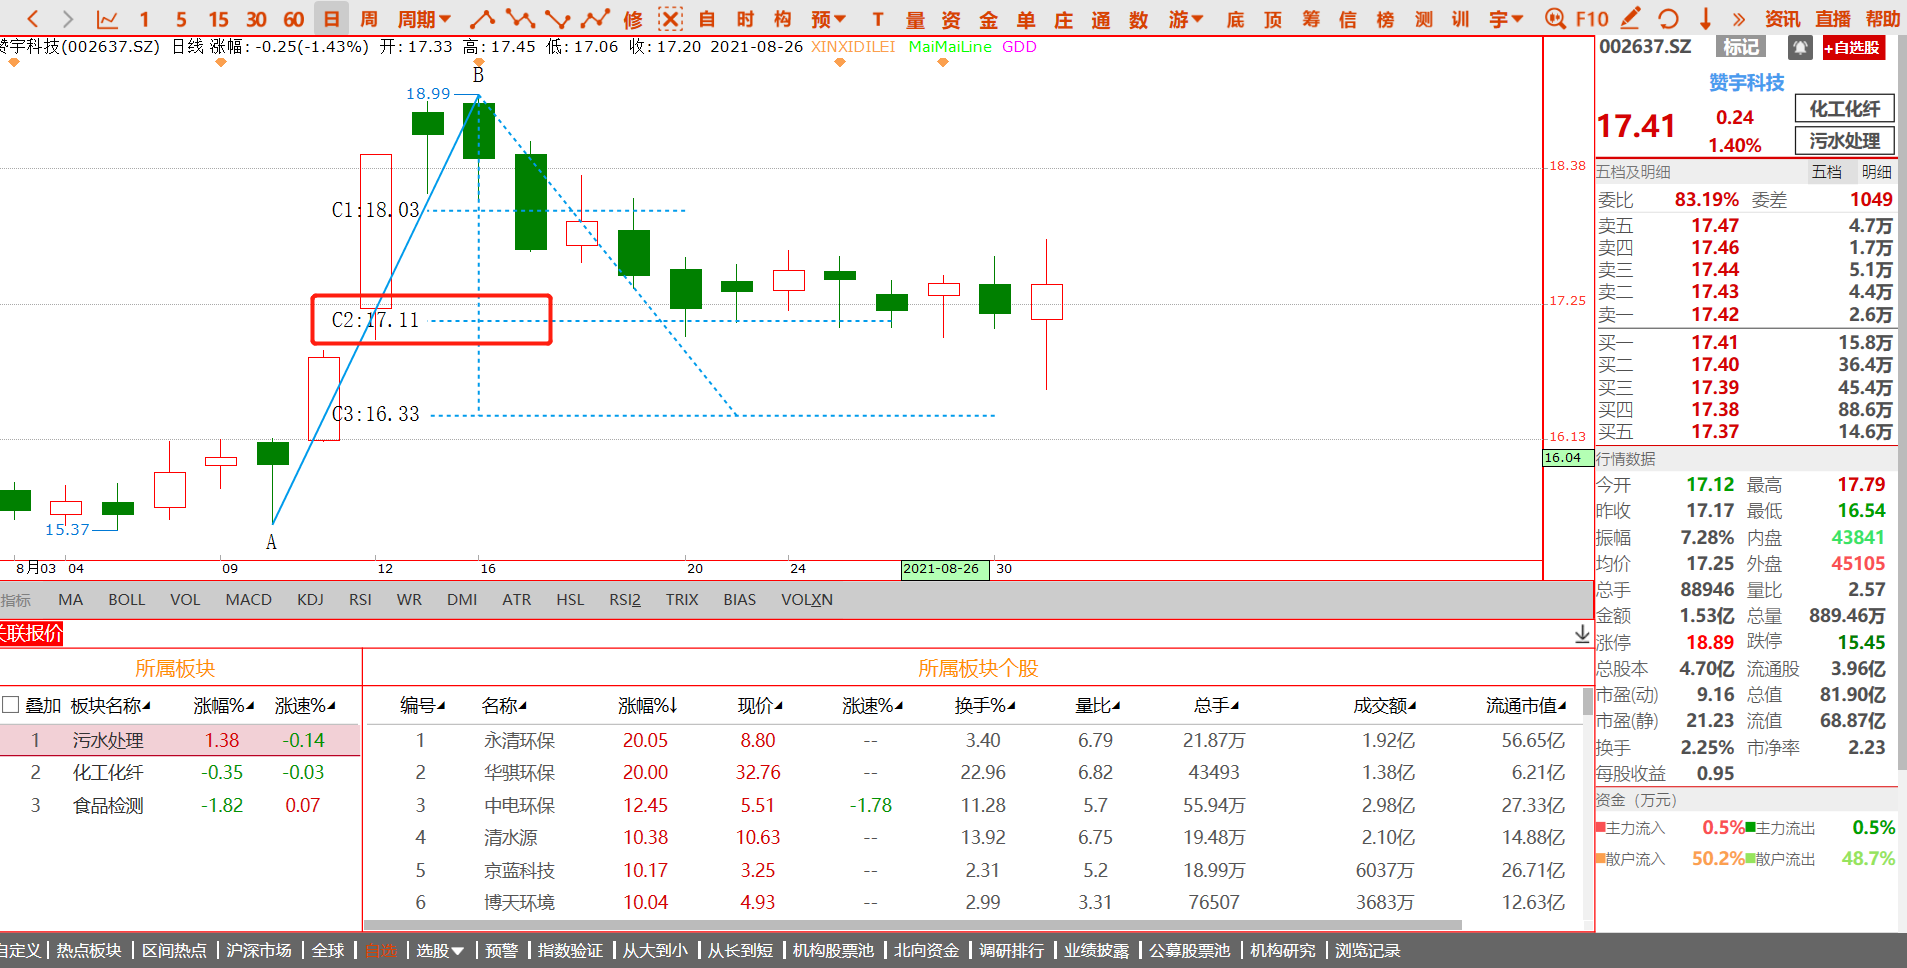 1 5 15 30 60 日 周 周期 修 自 时 构 预 T 量 资 金 单 庄 通 数 游 底 顶 筹 信 榜 测 训 字 F10 » 资讯 直播 帮助
赞宇科技(002637.SZ) 日线 涨幅: -0.25(-1.43%) 开: 17.33 高: 17.45 低: 17.06 收: 17.20 2021-08-26 XINXIDILEI MaiMaiLine GDD
B
18.99
18.38
C1:18.03
17.25
C2:17.11
C3:16.33
16.13
16.04
15.37
A
8月03 04 09 12 16 20 24 2021-08-26 30
指标 MA BOLL VOL MACD KDJ RSI WR DMI ATR HSL RSI2 TRIX BIAS VOLXN
关联报价
所属板块
叠加 板块名称 涨幅% 涨速%
1 污水处理 1.38 -0.14
2 化工化纤 -0.35 -0.03
3 食品检测 -1.82 0.07
所属板块个股
编号 名称 涨幅%↓ 现价 涨速% 换手% 量比 总手 成交额 流通市值
1 永清环保 20.05 8.80 -- 3.40 6.79 21.87万 1.92亿 56.65亿
2 华骐环保 20.00 32.76 -- 22.96 6.82 43493 1.38亿 6.21亿
3 中电环保 12.45 5.51 -1.78 11.28 5.7 55.94万 2.98亿 27.33亿
4 清水源 10.38 10.63 -- 13.92 6.75 19.48万 2.10亿 14.88亿
5 京蓝科技 10.17 3.25 -- 2.31 5.2 18.99万 6037万 26.71亿
6 博天环境 10.04 4.93 -- 2.99 3.31 76507 3683万 12.63亿
002637.SZ 标记 +自选股
赞宇科技
17.41 0.24 1.40% 化工化纤 污水处理
五档及明细 五档 明细
委比 83.19% 委差 1049
卖五 17.47 4.7万
卖四 17.46 1.7万
卖三 17.44 5.1万
卖二 17.43 4.4万
卖一 17.42 2.6万
买一 17.41 15.8万
买二 17.40 36.4万
买三 17.39 45.4万
买四 17.38 88.6万
买五 17.37 14.6万
行情数据
今开 17.12 最高 17.79
昨收 17.17 最低 16.54
振幅 7.28% 内盘 43841
均价 17.25 外盘 45105
总手 88946 量比 2.57
金额 1.53亿 总量 889.46万
涨停 18.89 跌停 15.45
总股本 4.70亿 流通股 3.96亿
市盈(动) 9.16 总值 81.90亿
市盈(静) 21.23 流值 68.87亿
换手 2.25% 市净率 2.23
每股收益 0.95
资金（万元）
主力流入 0.5% 主力流出 0.5%
散户流入 50.2% 散户流出 48.7%
自定义 热点板块 区间热点 沪深市场 全球 自选 选股 预警 指数验证 从大到小 从长到短 机构股票池 北向资金 调研排行 业绩披露 公募股票池 机构研究 浏览记录